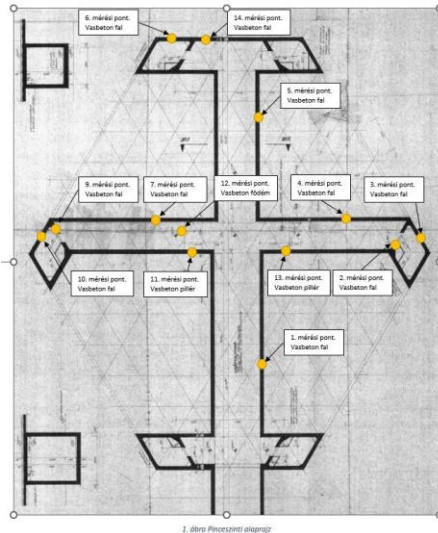 6. mérési pont.
Vasbeton fal
14. mérési pont.
Vasbeton fal
5. mérési pont.
Vasbeton fal
9. mérési pont.
Vasbeton fal
7. mérési pont.
Vasbeton fal
12. mérési pont.
Vasbeton födém
4. mérési pont.
Vasbeton fal
3. mérési pont.
Vasbeton fal
10. mérési pont.
Vasbeton fal
11. mérési pont.
Vasbeton pillér
13. mérési pont.
Vasbeton pillér
2. mérési pont.
Vasbeton fal
1. mérési pont.
Vasbeton fal
1. ábra Pinceszinti alaprajz